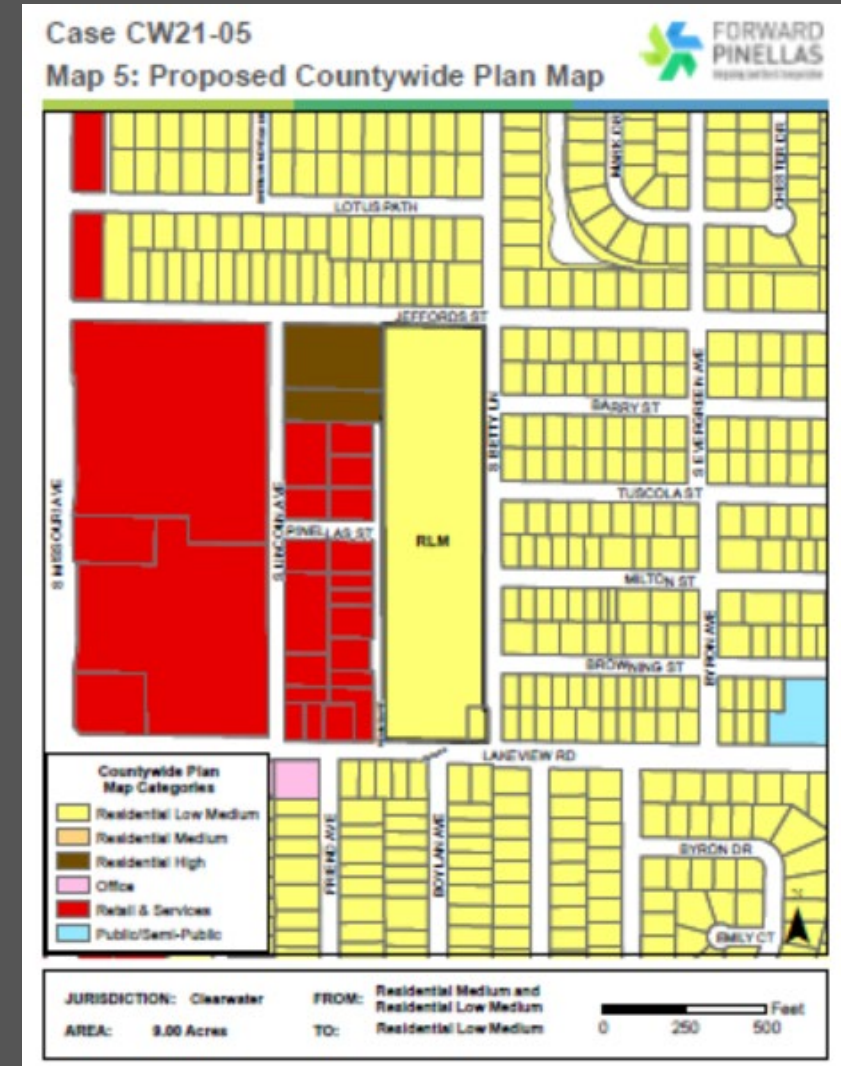 Case CW21-05
Map 5: Proposed Countywide Plan Map
FORWARD
PINELLAS
MARK DR
CHESTER DR
LOTUS PATH
JEFFORDS ST
S BETTY LN
S EVERGREEN AVE
BARRY ST
TUSCOLA ST
S MISSOURI AVE
S LINCOLN AVE
PINELLAS ST
RLM
MILTON ST
BYRON AVE
BROWNING ST
LAKEVIEW RD
Countywide Plan
Map Categories
Residential Low Medium
Residential Medium
Residential High
Office
Retail & Services
Public/Semi-Public
FRIEND AVE
BOYLAN AVE
BYRON DR
EMILY CT
N
JURISDICTION: Clearwater
FROM: Residential Medium and
Residential Low Medium
AREA: 9.00 Acres
TO: Residential Low Medium
Feet
0 250 500